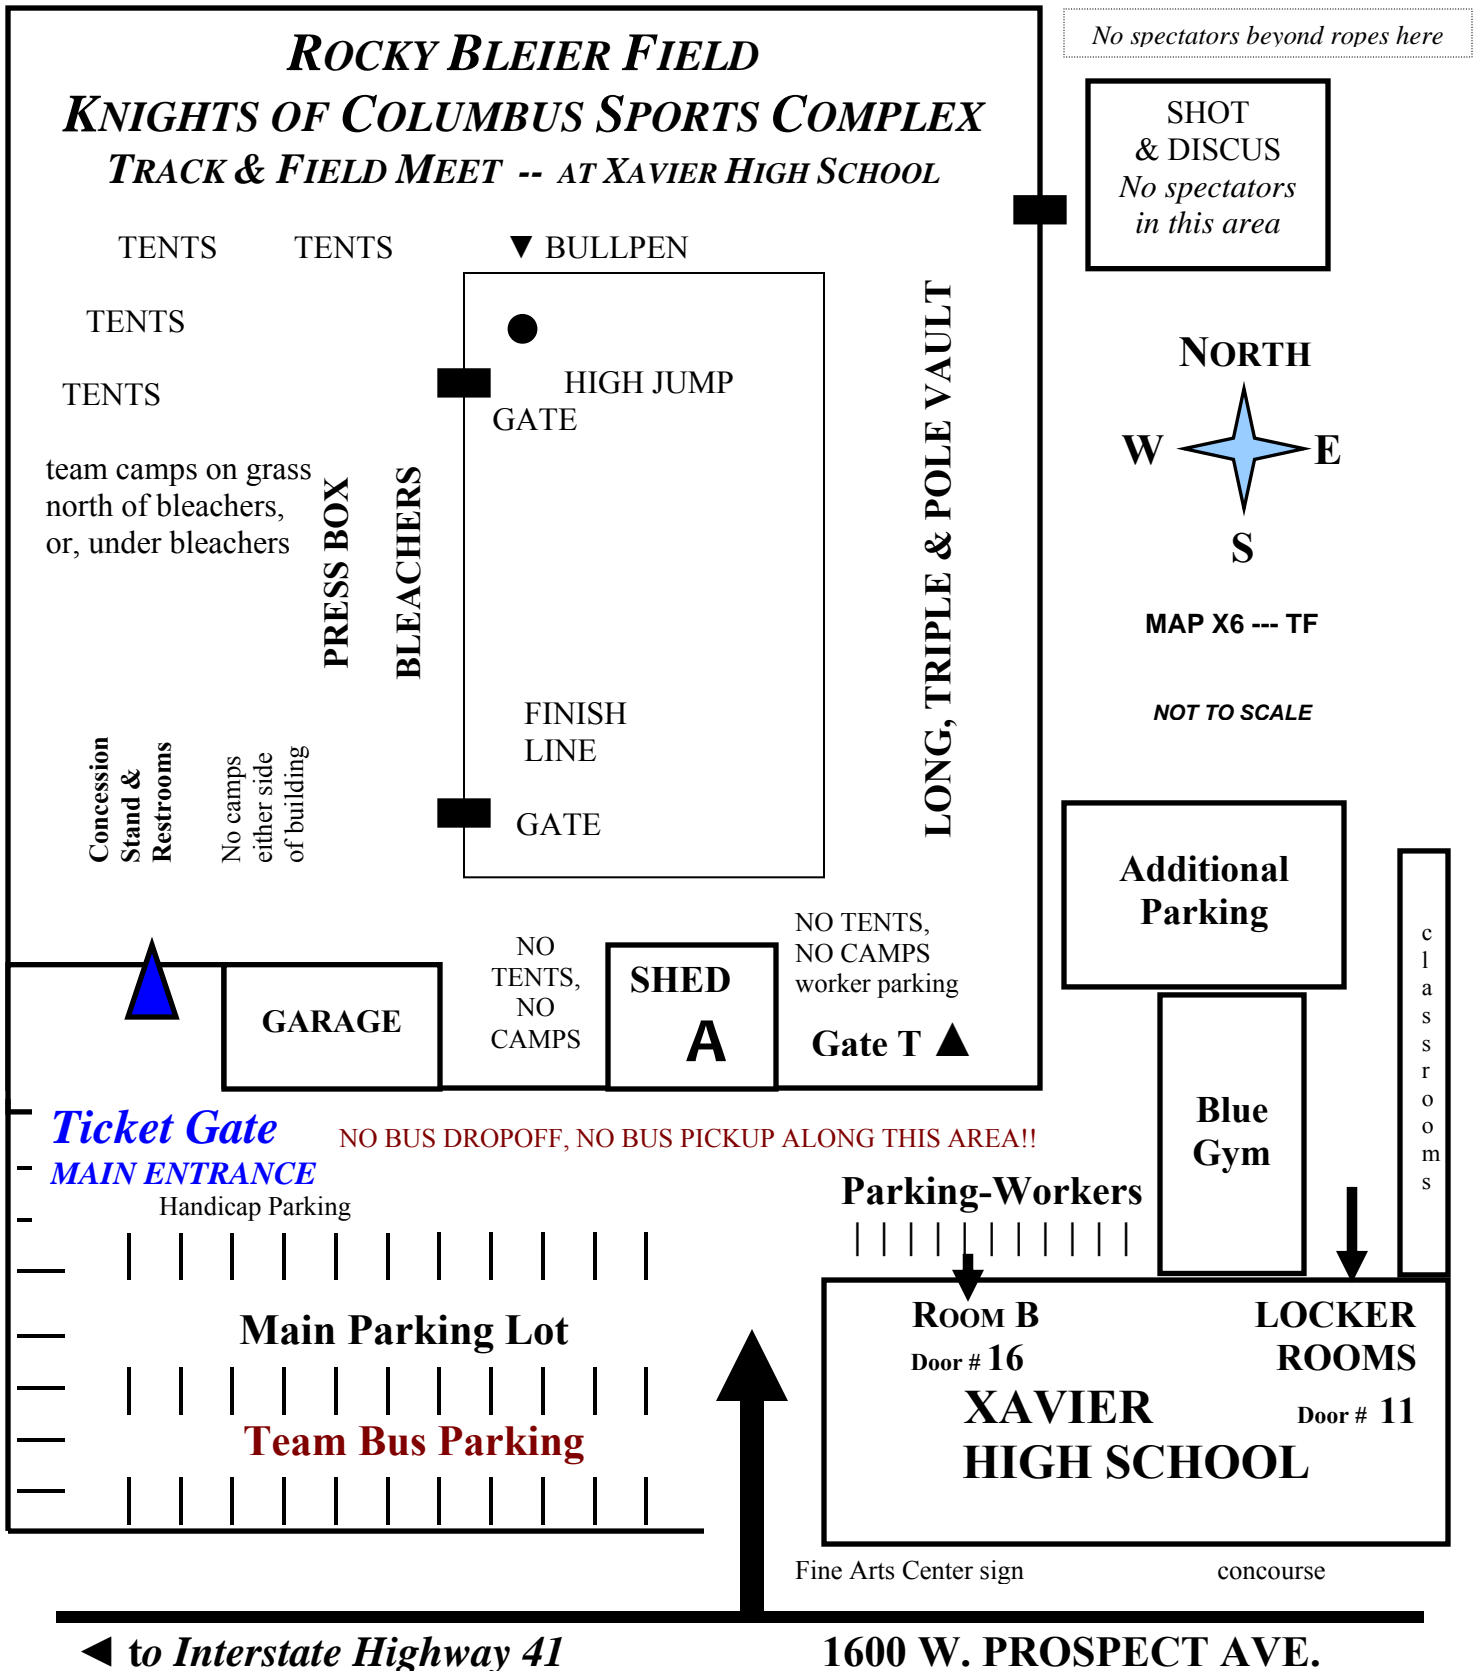 ROCKY BLEIER FIELD
KNIGHTS OF COLUMBUS SPORTS COMPLEX
TRACK & FIELD MEET -- AT XAVIER HIGH SCHOOL
No spectators beyond ropes here
SHOT
& DISCUS
No spectators
in this area
TENTS
TENTS
▼ BULLPEN
TENTS
TENTS
HIGH JUMP
GATE
team camps on grass
north of bleachers,
or, under bleachers
PRESS BOX
BLEACHERS
LONG, TRIPLE & POLE VAULT
NORTH
W
E
S
MAP X6 --- TF
NOT TO SCALE
FINISH
LINE
GATE
Concession
Stand &
Restrooms
No camps
either side
of building
Additional
Parking
classrooms
NO
TENTS,
NO
CAMPS
SHED
A
NO TENTS,
NO CAMPS
worker parking
Gate T ▲
GARAGE
Blue
Gym
Ticket Gate
MAIN ENTRANCE
NO BUS DROPOFF, NO BUS PICKUP ALONG THIS AREA!!
Handicap Parking
Parking-Workers
Main Parking Lot
Team Bus Parking
ROOM B
Door # 16
LOCKER
ROOMS
Door # 11
XAVIER
HIGH SCHOOL
Fine Arts Center sign
concourse
◄ to Interstate Highway 41
1600 W. PROSPECT AVE.